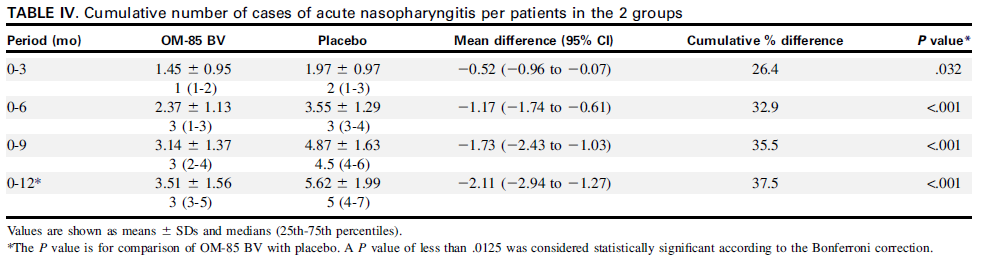 TABLE IV. Cumulative number of cases of acute nasopharyngitis per patients in the 2 groups
Period (mo) OM-85 BV Placebo Mean difference (95% CI) Cumulative % difference P value*
0-3 1.45 ± 0.95 1.97 ± 0.97 −0.52 (−0.96 to −0.07) 26.4 .032
1 (1-2) 2 (1-3)
0-6 2.37 ± 1.13 3.55 ± 1.29 −1.17 (−1.74 to −0.61) 32.9 <.001
3 (1-3) 3 (3-4)
0-9 3.14 ± 1.37 4.87 ± 1.63 −1.73 (−2.43 to −1.03) 35.5 <.001
3 (2-4) 4.5 (4-6)
0-12* 3.51 ± 1.56 5.62 ± 1.99 −2.11 (−2.94 to −1.27) 37.5 <.001
3 (3-5) 5 (4-7)
Values are shown as means ± SDs and medians (25th-75th percentiles).
*The P value is for comparison of OM-85 BV with placebo. A P value of less than .0125 was considered statistically significant according to the Bonferroni correction.